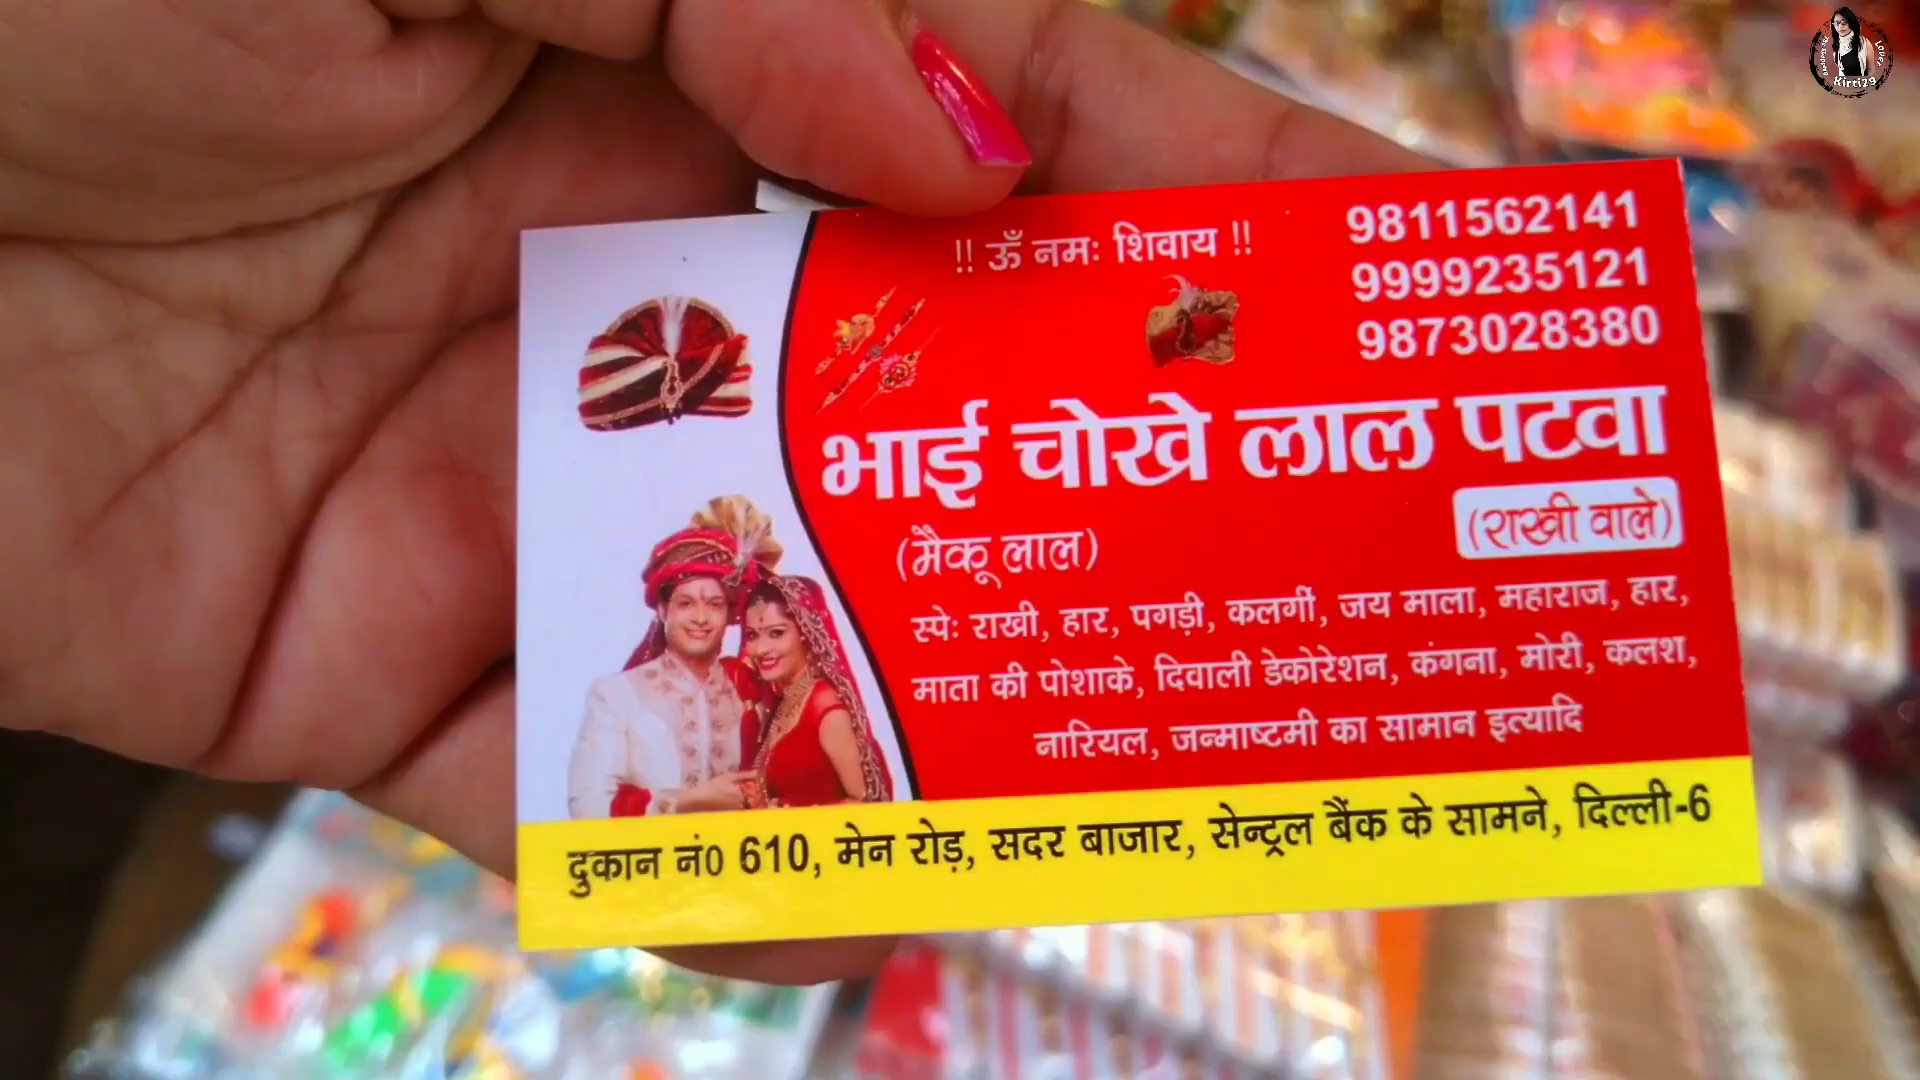 !! ऊँ नमः शिवाय !!
9811562141
9999235121
9873028380
भाई चोखे लाल पटवा
(मैकू लाल)
(राखी वाले)
स्पेः राखी, हार, पगड़ी, कलगीं, जय माला, महाराज, हार,
माता की पोशाके, दिवाली डेकोरेशन, कंगना, मोरी, कलश,
नारियल, जन्माष्टमी का सामान इत्यादि
दुकान नं0 610, मेन रोड़, सदर बाजार, सेन्ट्रल बैंक के सामने, दिल्ली-6
Kirti29